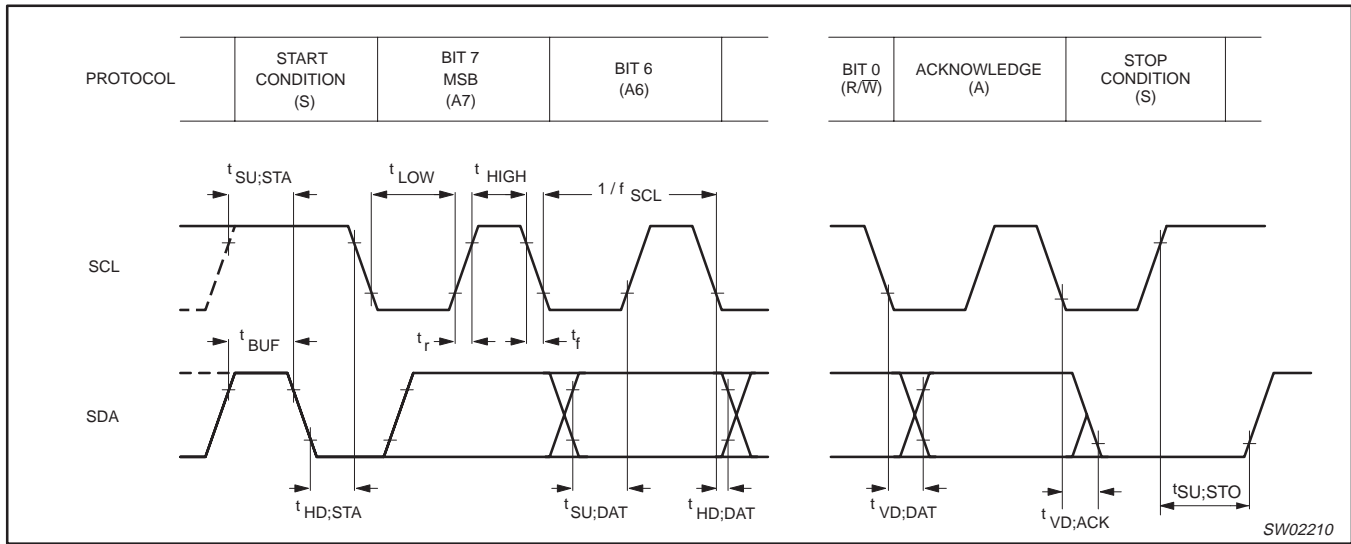 PROTOCOL
START CONDITION (S)
BIT 7 MSB (A7)
BIT 6 (A6)
BIT 0 (R/W̅)
ACKNOWLEDGE (A)
STOP CONDITION (S)
t SU;STA
t LOW
t HIGH
1 / f SCL
SCL
t BUF
t r
t f
SDA
t HD;STA
t SU;DAT
t HD;DAT
t VD;DAT
t VD;ACK
tSU;STO
SW02210